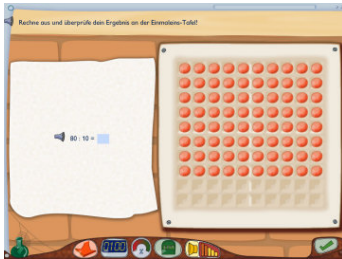 Rechne aus und überprüfe dein Ergebnis an der Einmaleins-Tafel!
80 : 10 =